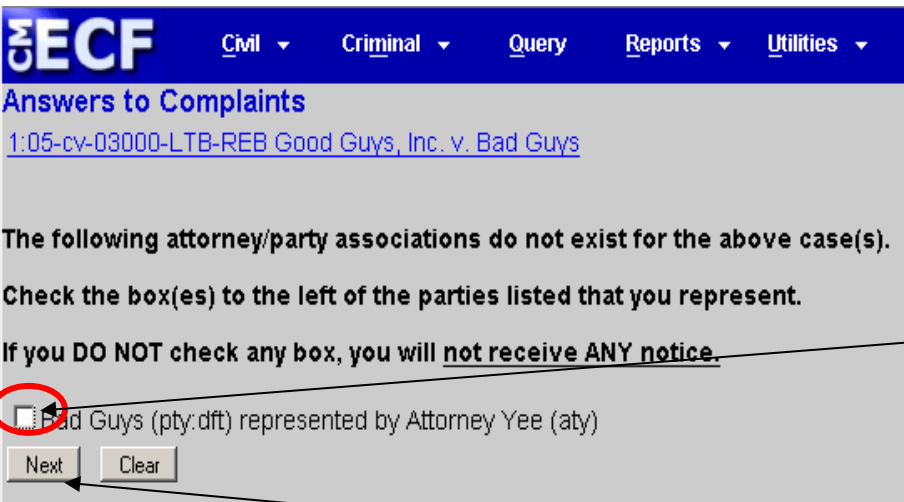 CM ECF Civil Criminal Query Reports Utilities
Answers to Complaints
1:05-cv-03000-LTB-REB Good Guys, Inc. v. Bad Guys
The following attorney/party associations do not exist for the above case(s).
Check the box(es) to the left of the parties listed that you represent.
If you DO NOT check any box, you will not receive ANY notice.
Bad Guys (pty:dft) represented by Attorney Yee (aty)
Next Clear